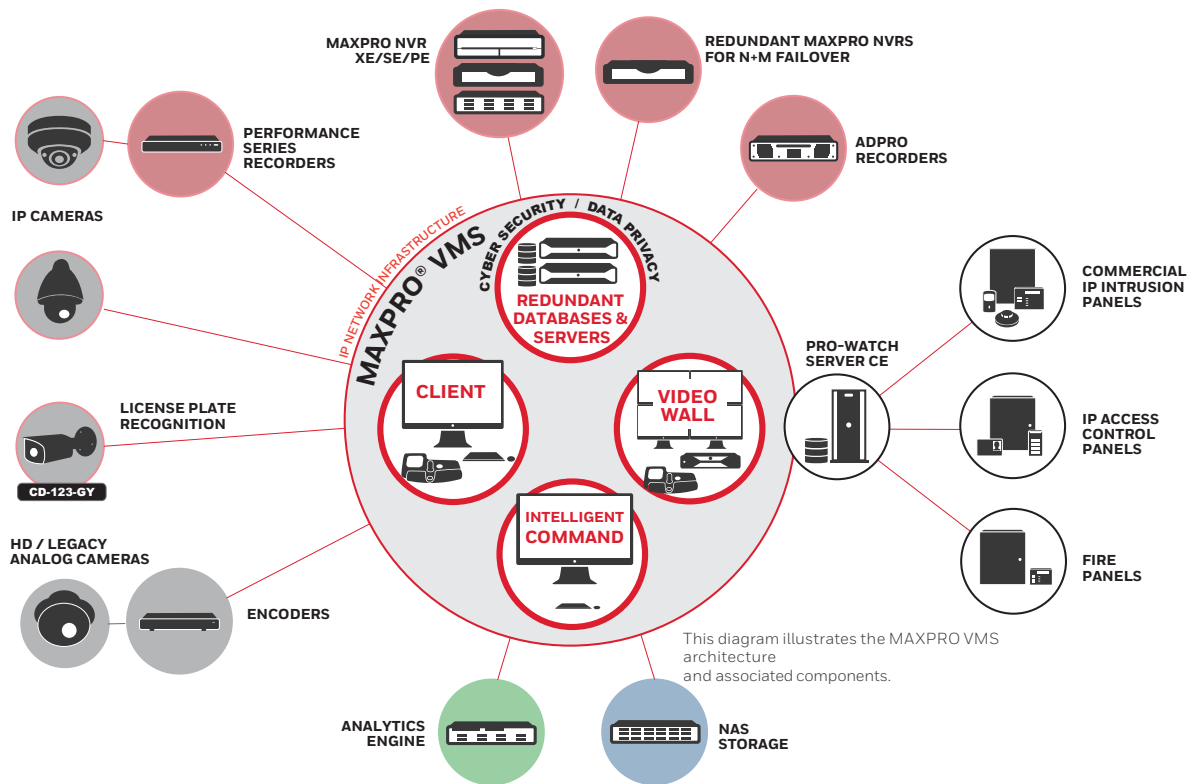 MAXPRO NVR
XE/SE/PE
REDUNDANT MAXPRO NVRS
FOR N+M FAILOVER
PERFORMANCE
SERIES
RECORDERS
ADPRO
RECORDERS
IP CAMERAS
IP NETWORK INFRASTRUCTURE
MAXPRO® VMS
CYBER SECURITY / DATA PRIVACY
REDUNDANT
DATABASES &
SERVERS
COMMERCIAL
IP INTRUSION
PANELS
PRO-WATCH
SERVER CE
CLIENT
VIDEO
WALL
LICENSE PLATE
RECOGNITION
IP ACCESS
CONTROL
PANELS
CD-123-GY
INTELLIGENT
COMMAND
HD / LEGACY
ANALOG CAMERAS
FIRE
PANELS
ENCODERS
This diagram illustrates the MAXPRO VMS
architecture
and associated components.
ANALYTICS
ENGINE
NAS
STORAGE